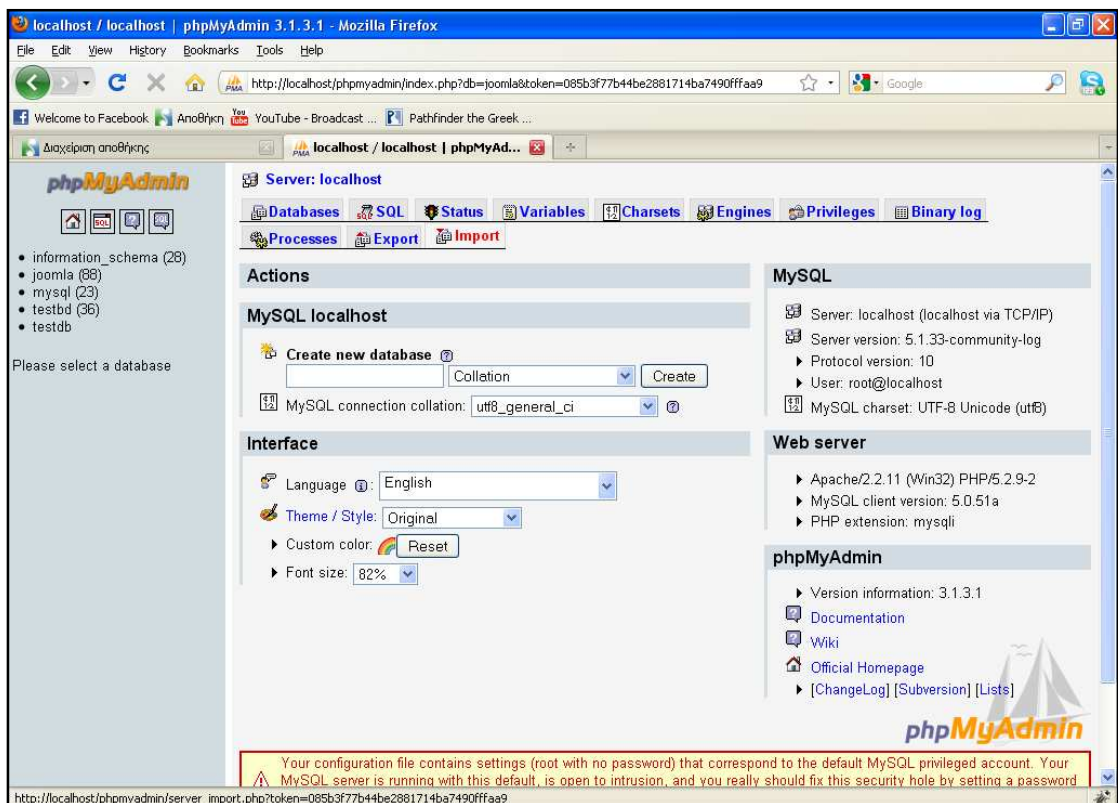 localhost / localhost | phpMyAdmin 3.1.3.1 - Mozilla Firefox
File Edit View History Bookmarks Tools Help
PMA http://localhost/phpmyadmin/index.php?db=joomla&token=085b3f77b44be2881714ba7490fffaa9 Google
Welcome to Facebook Αποθήκη You Tube YouTube - Broadcast ... Pathfinder the Greek ...
Διαχείριση αποθήκης PMA localhost / localhost | phpMyAd...
phpMyAdmin
SQL
information_schema (28)
joomla (88)
mysql (23)
testbd (36)
testdb
Please select a database
Server: localhost
Databases SQL Status Variables Charsets Engines Privileges Binary log
Processes Export Import
Actions
MySQL localhost
Create new database
Collation Create
MySQL connection collation: utf8_general_ci
Interface
Language : English
Theme / Style: Original
Custom color: Reset
Font size: 82%
MySQL
Server: localhost (localhost via TCP/IP)
Server version: 5.1.33-community-log
Protocol version: 10
User: root@localhost
MySQL charset: UTF-8 Unicode (utf8)
Web server
Apache/2.2.11 (Win32) PHP/5.2.9-2
MySQL client version: 5.0.51a
PHP extension: mysqli
phpMyAdmin
Version information: 3.1.3.1
Documentation
Wiki
Official Homepage
[ChangeLog] [Subversion] [Lists]
phpMyAdmin
Your configuration file contains settings (root with no password) that correspond to the default MySQL privileged account. Your
MySQL server is running with this default, is open to intrusion, and you really should fix this security hole by setting a password
http://localhost/phpmyadmin/server_import.php?token=085b3f77b44be2881714ba7490fffaa9